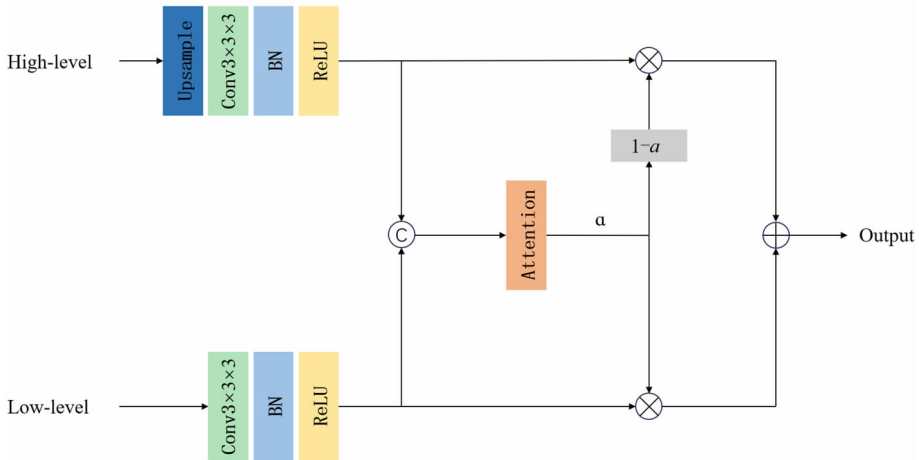 High-level
Upsample
Conv3×3×3
BN
ReLU
1-a
C
Attention
α
Output
Low-level
Conv3×3×3
BN
ReLU